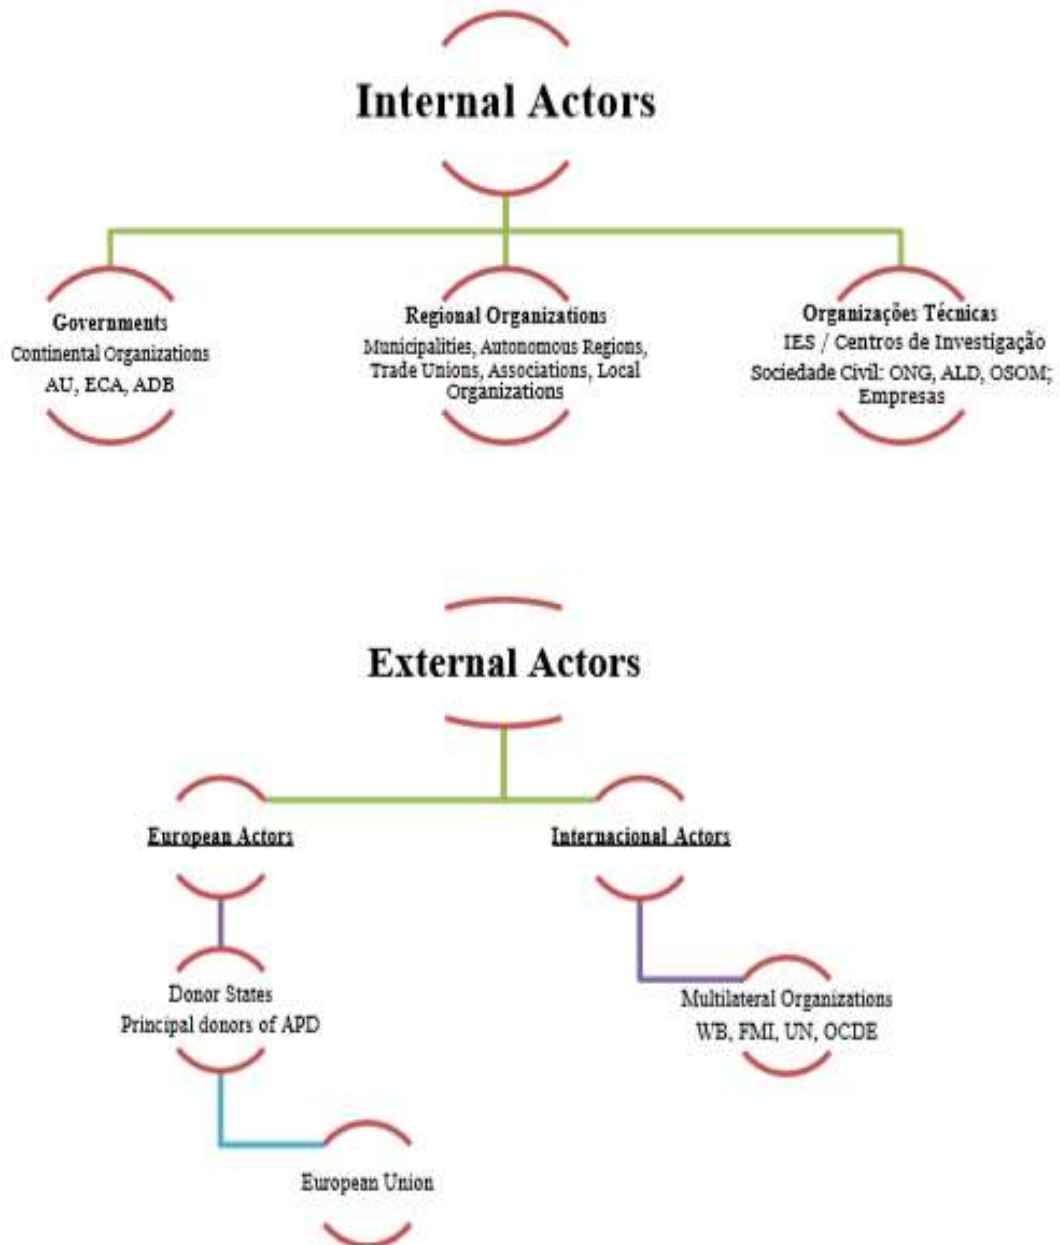 Internal Actors
Governments
Continental Organizations
AU, ECA, ADB
Regional Organizations
Municipalities, Autonomous Regions,
Trade Unions, Associations, Local
Organizations
Organizações Técnicas
IES / Centros de Investigação
Sociedade Civil: ONG, ALD, OSOM;
Empresas
External Actors
European Actors
Internacional Actors
Donor States
Principal donors of APD
Multilateral Organizations
WB, FMI, UN, OCDE
European Union